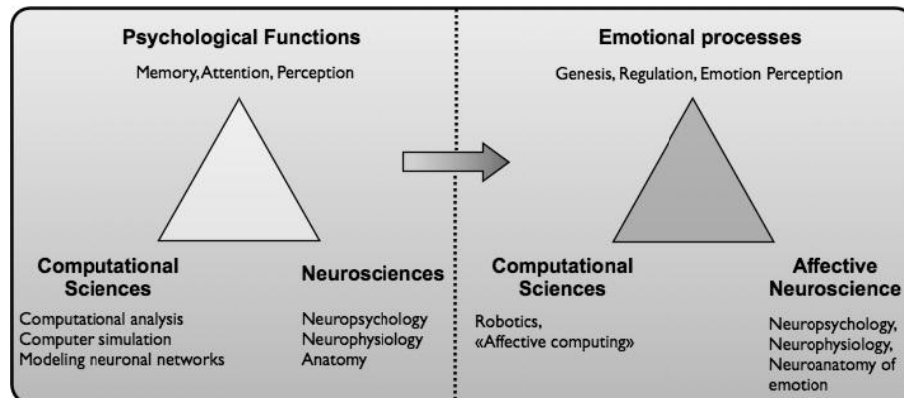 Psychological Functions
Memory, Attention, Perception
Computational
Sciences
Computational analysis
Computer simulation
Modeling neuronal networks
Neurosciences
Neuropsychology
Neurophysiology
Anatomy
Emotional processes
Genesis, Regulation, Emotion Perception
Computational
Sciences
Robotics,
«Affective computing»
Affective
Neuroscience
Neuropsychology,
Neurophysiology,
Neuroanatomy of
emotion